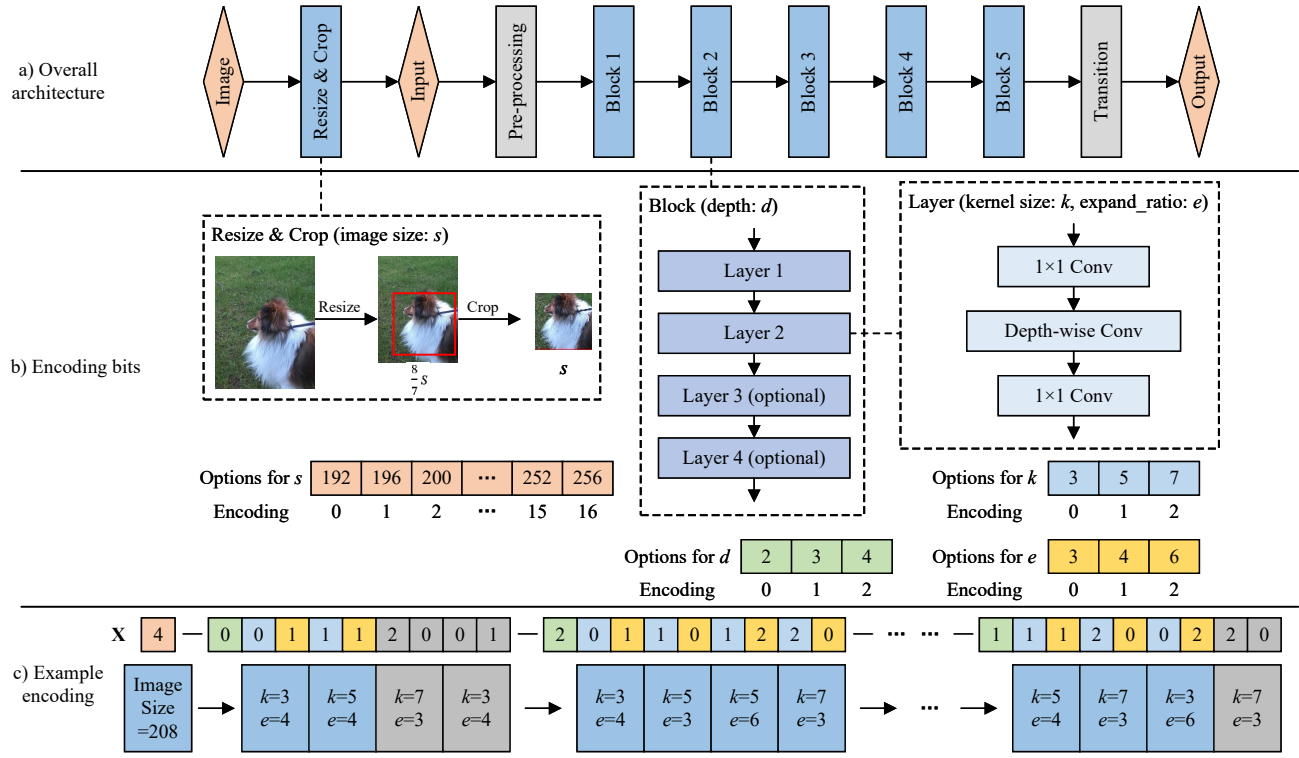 a) Overall
architecture
Image
Resize & Crop
Input
Pre-processing
Block 1
Block 2
Block 3
Block 4
Block 5
Transition
Output
b) Encoding bits
Resize & Crop (image size: s)
Resize
Crop
8/7 s
s
Options for s 192 196 200 ··· 252 256
Encoding 0 1 2 ··· 15 16
Block (depth: d)
Layer 1
Layer 2
Layer 3 (optional)
Layer 4 (optional)
Options for d 2 3 4
Encoding 0 1 2
Layer (kernel size: k, expand_ratio: e)
1×1 Conv
Depth-wise Conv
1×1 Conv
Options for k 3 5 7
Encoding 0 1 2
Options for e 3 4 6
Encoding 0 1 2
c) Example
encoding
X 4 — 0 0 1 1 1 2 0 0 1 — 2 0 1 1 0 1 2 2 0 — ··· ··· — 1 1 1 2 0 0 2 2 0
Image
Size
=208
k=3 k=5 k=7 k=3
e=4 e=4 e=3 e=4
k=3 k=5 k=5 k=7
e=4 e=3 e=6 e=3
···
k=5 k=7 k=3 k=7
e=4 e=3 e=6 e=3